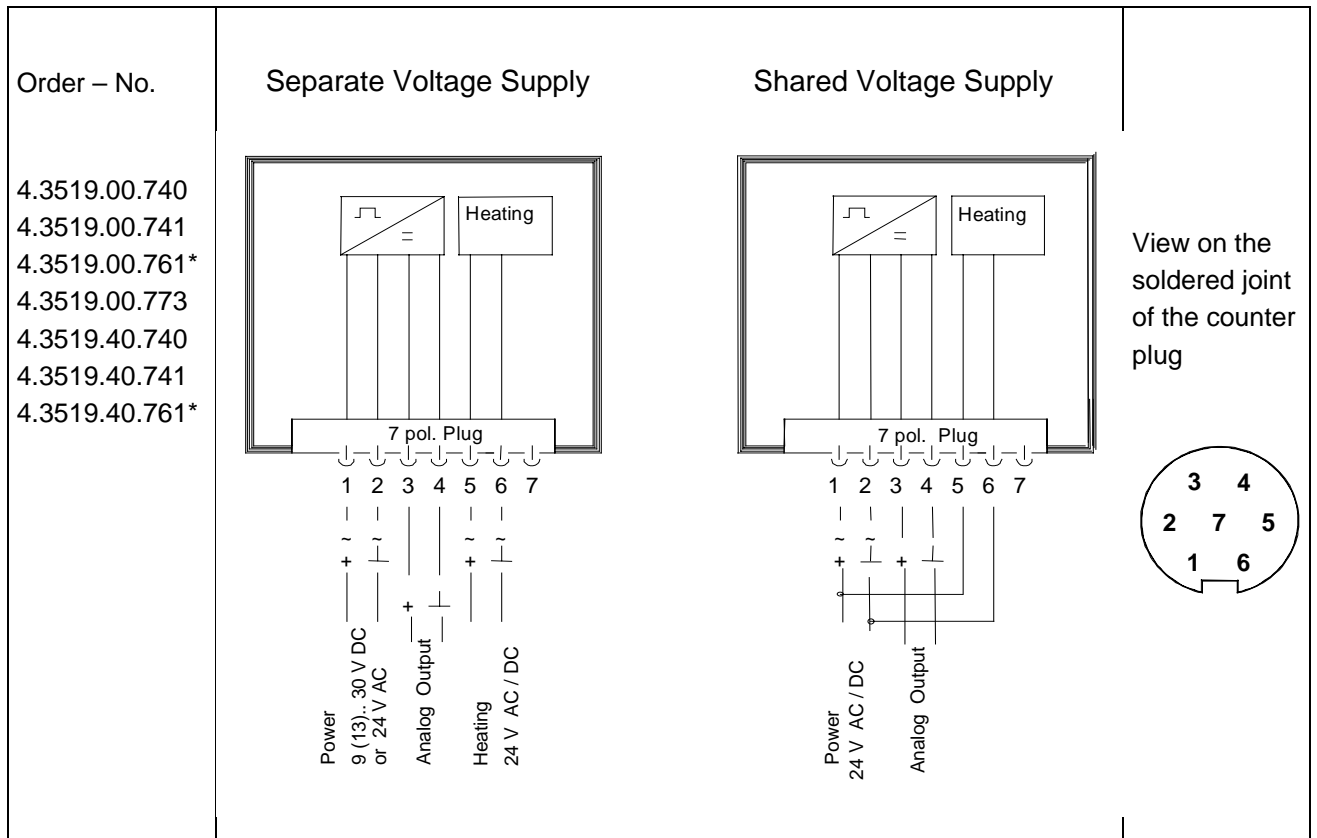 Order – No.
Separate Voltage Supply
Shared Voltage Supply
4.3519.00.740
4.3519.00.741
4.3519.00.761*
4.3519.00.773
4.3519.40.740
4.3519.40.741
4.3519.40.761*
Heating
=
7 pol. Plug
1 2 3 4 5 6 7
~ ~ ~ ~
+ +
+
Power
9 (13).. 30 V DC
or 24 V AC
Analog Output
Heating
24 V AC / DC
Heating
=
7 pol. Plug
1 2 3 4 5 6 7
~ ~
+ +
Power
24 V AC / DC
Analog Output
View on the
soldered joint
of the counter
plug
3 4
2 7 5
1 6